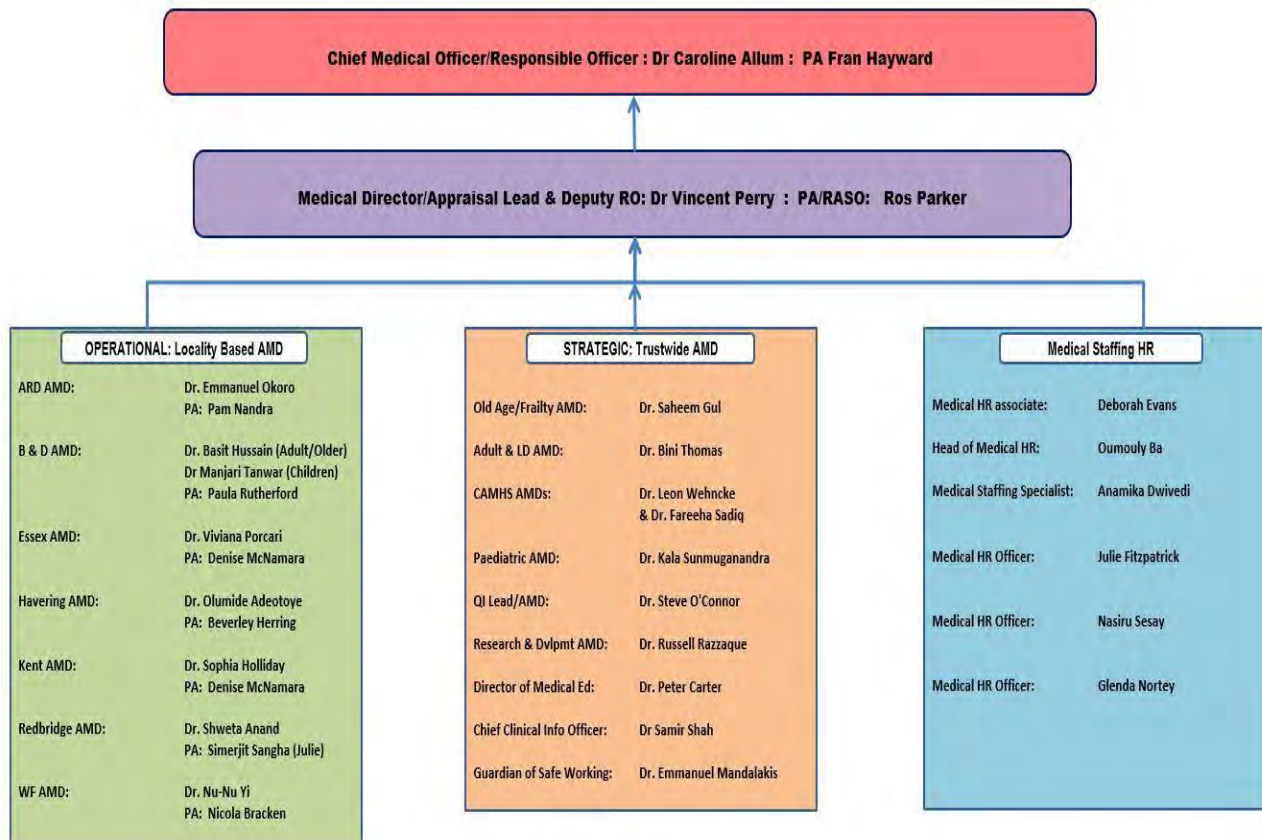 Chief Medical Officer/Responsible Officer : Dr Caroline Allum : PA Fran Hayward
Medical Director/Appraisal Lead & Deputy RO: Dr Vincent Perry : PA/RASO: Ros Parker
OPERATIONAL: Locality Based AMD
ARD AMD: Dr. Emmanuel Okoro
PA: Pam Nandra
B & D AMD: Dr. Basit Hussain (Adult/Older)
Dr Manjari Tanwar (Children)
PA: Paula Rutherford
Essex AMD: Dr. Viviana Porcari
PA: Denise McNamara
Havering AMD: Dr. Olumide Adeotoye
PA: Beverley Herring
Kent AMD: Dr. Sophia Holliday
PA: Denise McNamara
Redbridge AMD: Dr. Shweta Anand
PA: Simerjit Sangha (Julie)
WF AMD: Dr. Nu-Nu Yi
PA: Nicola Bracken
STRATEGIC: Trustwide AMD
Old Age/Frailty AMD: Dr. Saheem Gul
Adult & LD AMD: Dr. Bini Thomas
CAMHS AMDs: Dr. Leon Wehncke
& Dr. Fareeha Sadiq
Paediatric AMD: Dr. Kala Sunmuganandra
QI Lead/AMD: Dr. Steve O'Connor
Research & Dvlpmt AMD: Dr. Russell Razzaque
Director of Medical Ed: Dr. Peter Carter
Chief Clinical Info Officer: Dr Samir Shah
Guardian of Safe Working: Dr. Emmanuel Mandalakis
Medical Staffing HR
Medical HR associate: Deborah Evans
Head of Medical HR: Oumouly Ba
Medical Staffing Specialist: Anamika Dwivedi
Medical HR Officer: Julie Fitzpatrick
Medical HR Officer: Nasiru Sesay
Medical HR Officer: Glenda Nortey